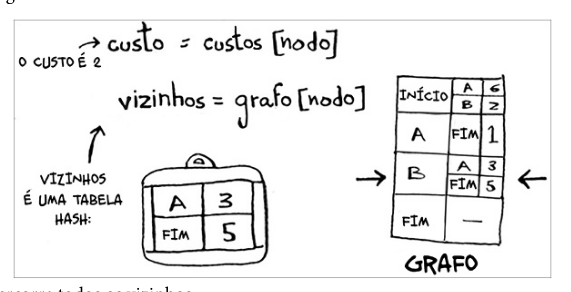 custo = custos [nodo]
O CUSTO É 2
vizinhos = grafo [nodo]
VIZINHOS
É UMA TABELA
HASH:
A 3
FIM 5
INÍCIO A 6
B 2
A FIM 1
B A 3
FIM 5
FIM —
GRAFO